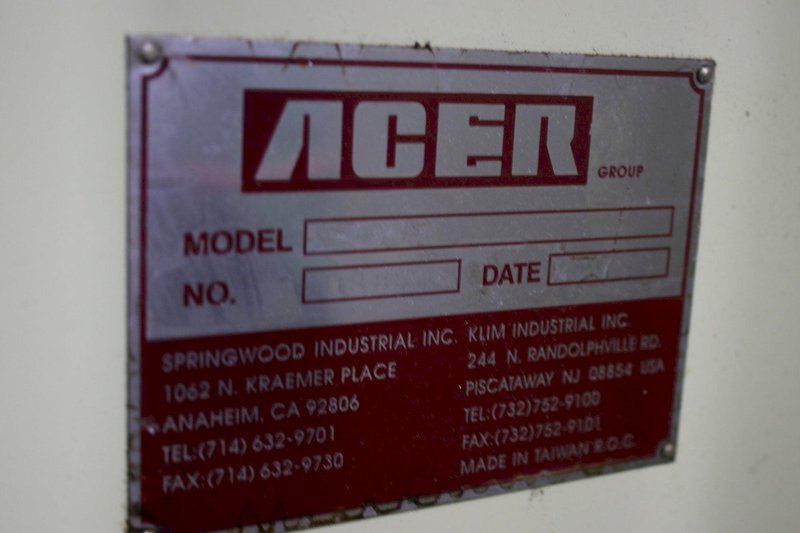 ACER GROUP
MODEL
NO. DATE
SPRINGWOOD INDUSTRIAL INC.
1062 N. KRAEMER PLACE
ANAHEIM, CA 92806
TEL:(714) 632-9701
FAX:(714) 632-9730
KLIM INDUSTRIAL INC.
244 N. RANDOLPHVILLE RD.
PISCATAWAY NJ 08854 USA
TEL:(732)752-9100
FAX:(732)752-9101
MADE IN TAIWAN R.O.C.